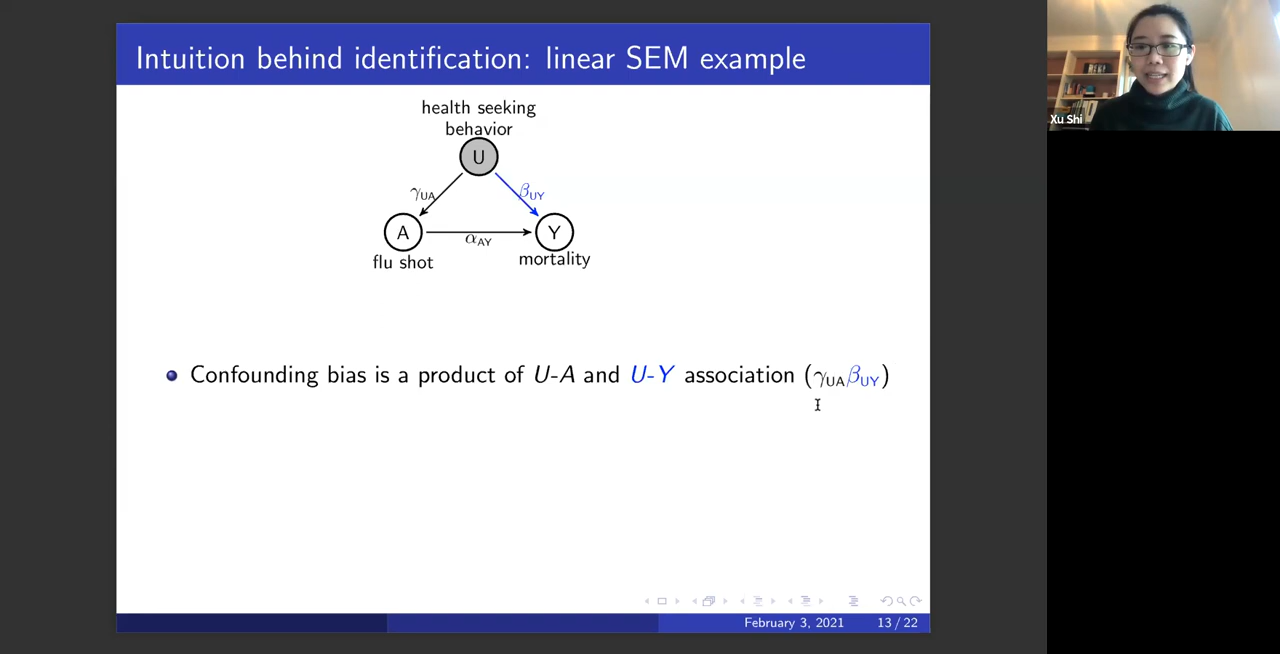 Intuition behind identification: linear SEM example
health seeking
behavior
U
γUA
βUY
A
αAY
Y
flu shot
mortality
Confounding bias is a product of U-A and U-Y association (γUAβUY)
February 3, 2021 13 / 22
Xu Shi